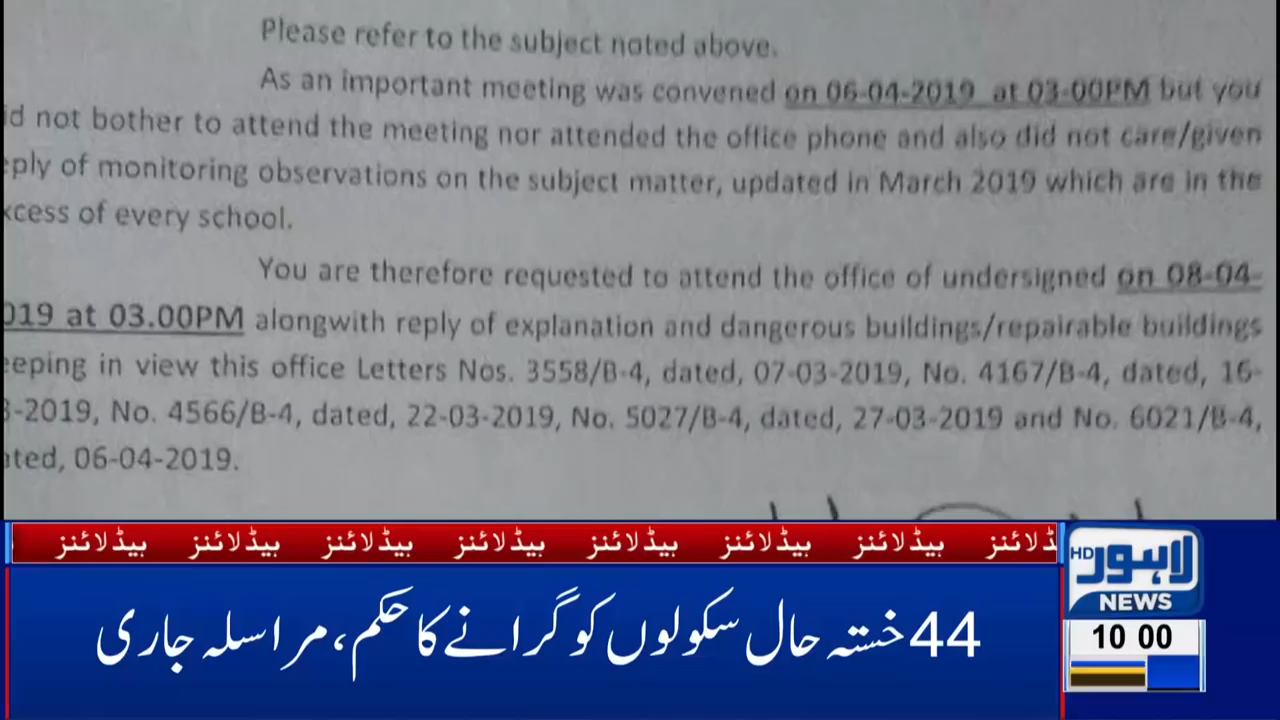 Please refer to the subject noted above.
As an important meeting was convened on 06-04-2019 at 03-00PM but you
id not bother to attend the meeting nor attended the office phone and also did not care/given
eply of monitoring observations on the subject matter, updated in March 2019 which are in the
xcess of every school.
You are therefore requested to attend the office of undersigned on 08-04-
019 at 03.00PM alongwith reply of explanation and dangerous buildings/repairable buildings
eeping in view this office Letters Nos. 3558/B-4, dated, 07-03-2019, No. 4167/B-4, dated, 16-
3-2019, No. 4566/B-4, dated, 22-03-2019, No. 5027/B-4, dated, 27-03-2019 and No. 6021/B-4,
ated, 06-04-2019.
ڈلائنز ہیڈلائنز ہیڈلائنز ہیڈلائنز ہیڈلائنز ہیڈلائنز ہیڈلائنز ہیڈلائنز
44 خستہ حال سکولوں کو گرانے کا حکم، مراسلہ جاری
لاہور HD
NEWS
10 00